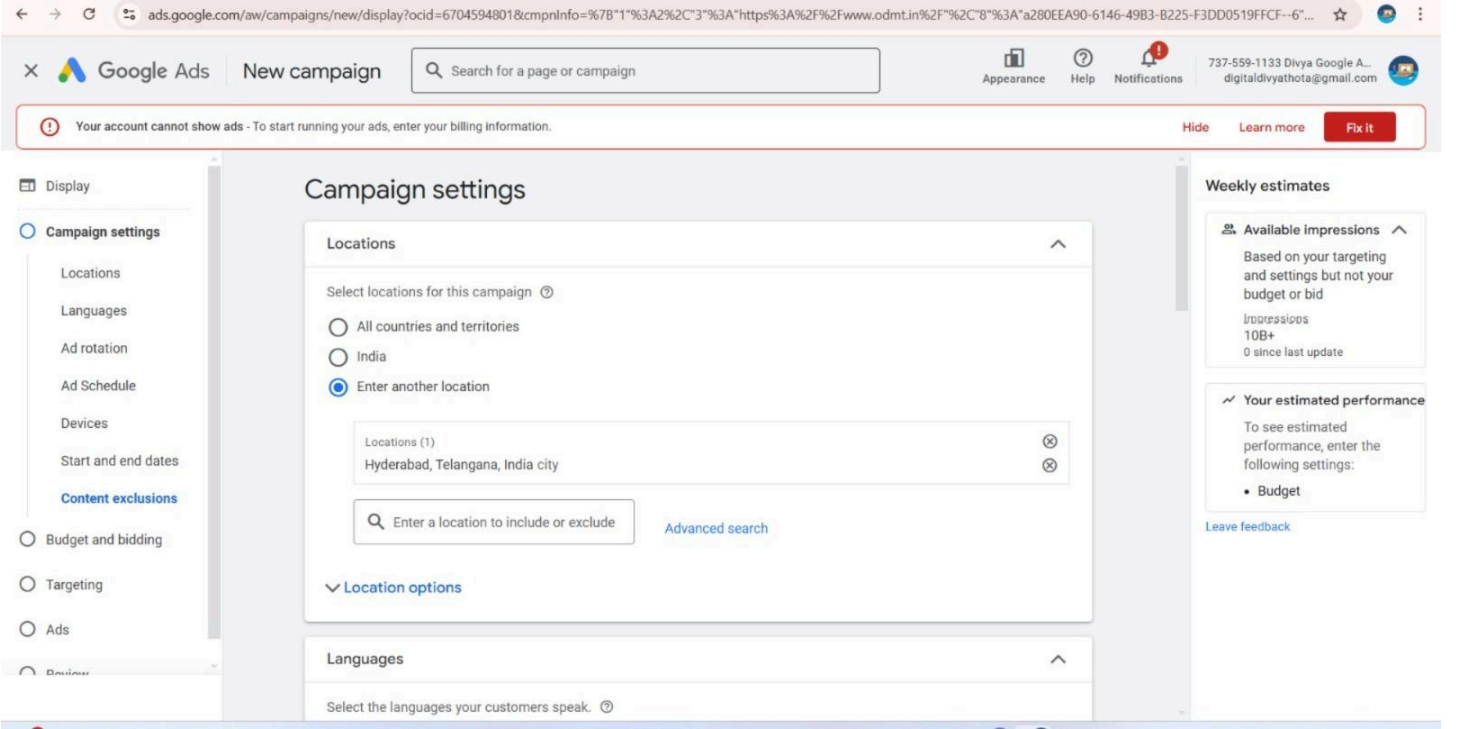 ads.google.com/aw/campaigns/new/display?ocid=6704594801&cmpnInfo=%7B"1"%3A2%2C"3"%3A"https%3A%2F%2Fwww.odmt.in%2F"%2C"8"%3A"a280EEA90-6146-49B3-B225-F3DD0519FFCF--6"...
Google Ads
New campaign
Search for a page or campaign
Appearance
Help
Notifications
737-559-1133 Divya Google A...
digitaldivyathota@gmail.com
Your account cannot show ads - To start running your ads, enter your billing information.
Hide
Learn more
Fix it
Display
Campaign settings
Locations
Languages
Ad rotation
Ad Schedule
Devices
Start and end dates
Content exclusions
Budget and bidding
Targeting
Ads
Review
Campaign settings
Locations
Select locations for this campaign
All countries and territories
India
Enter another location
Locations (1)
Hyderabad, Telangana, India city
Enter a location to include or exclude
Advanced search
Location options
Languages
Select the languages your customers speak.
Weekly estimates
Available impressions
Based on your targeting
and settings but not your
budget or bid
Impressions
10B+
0 since last update
Your estimated performance
To see estimated
performance, enter the
following settings:
• Budget
Leave feedback